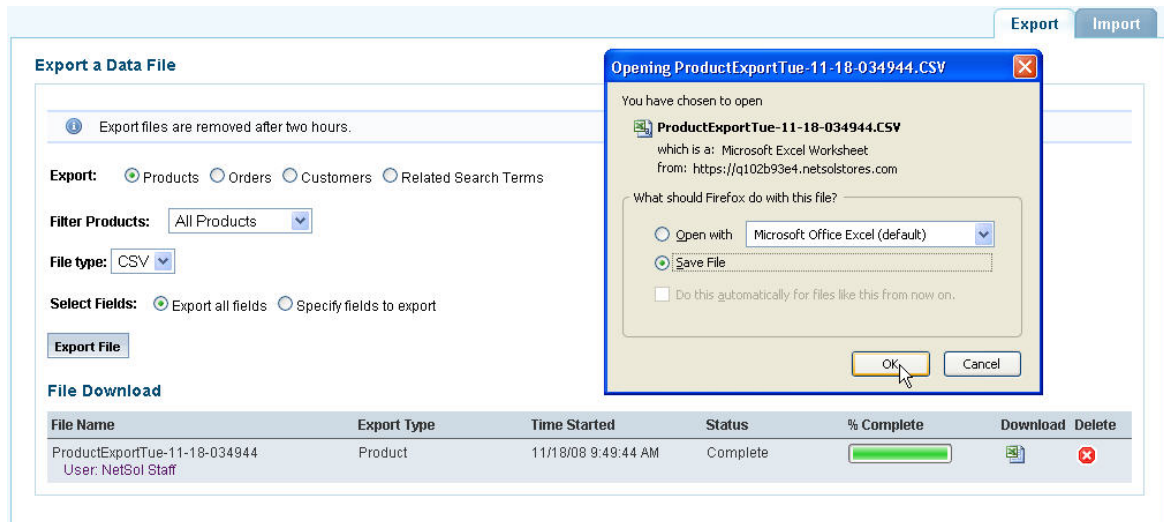 Export Import
Export a Data File
Export files are removed after two hours.
Export: Products Orders Customers Related Search Terms
Filter Products: All Products
File type: CSV
Select Fields: Export all fields Specify fields to export
Export File
Opening ProductExportTue-11-18-034944.CSV
You have chosen to open
ProductExportTue-11-18-034944.CSV
which is a: Microsoft Excel Worksheet
from: https://q102b93e4.netsolstores.com
What should Firefox do with this file?
Open with Microsoft Office Excel (default)
Save File
Do this automatically for files like this from now on.
OK Cancel
File Download
File Name Export Type Time Started Status % Complete Download Delete
ProductExportTue-11-18-034944 Product 11/18/08 9:49:44 AM Complete
User: NetSol Staff